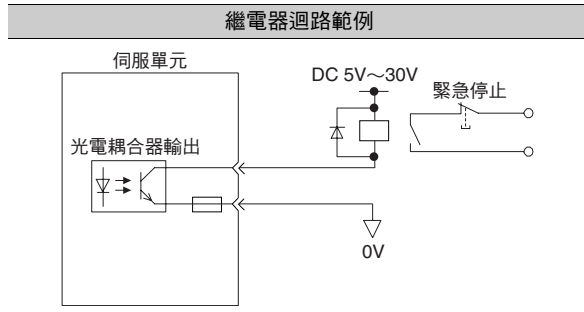 繼電器迴路範例
伺服單元
DC 5V～30V
緊急停止
光電耦合器輸出
0V